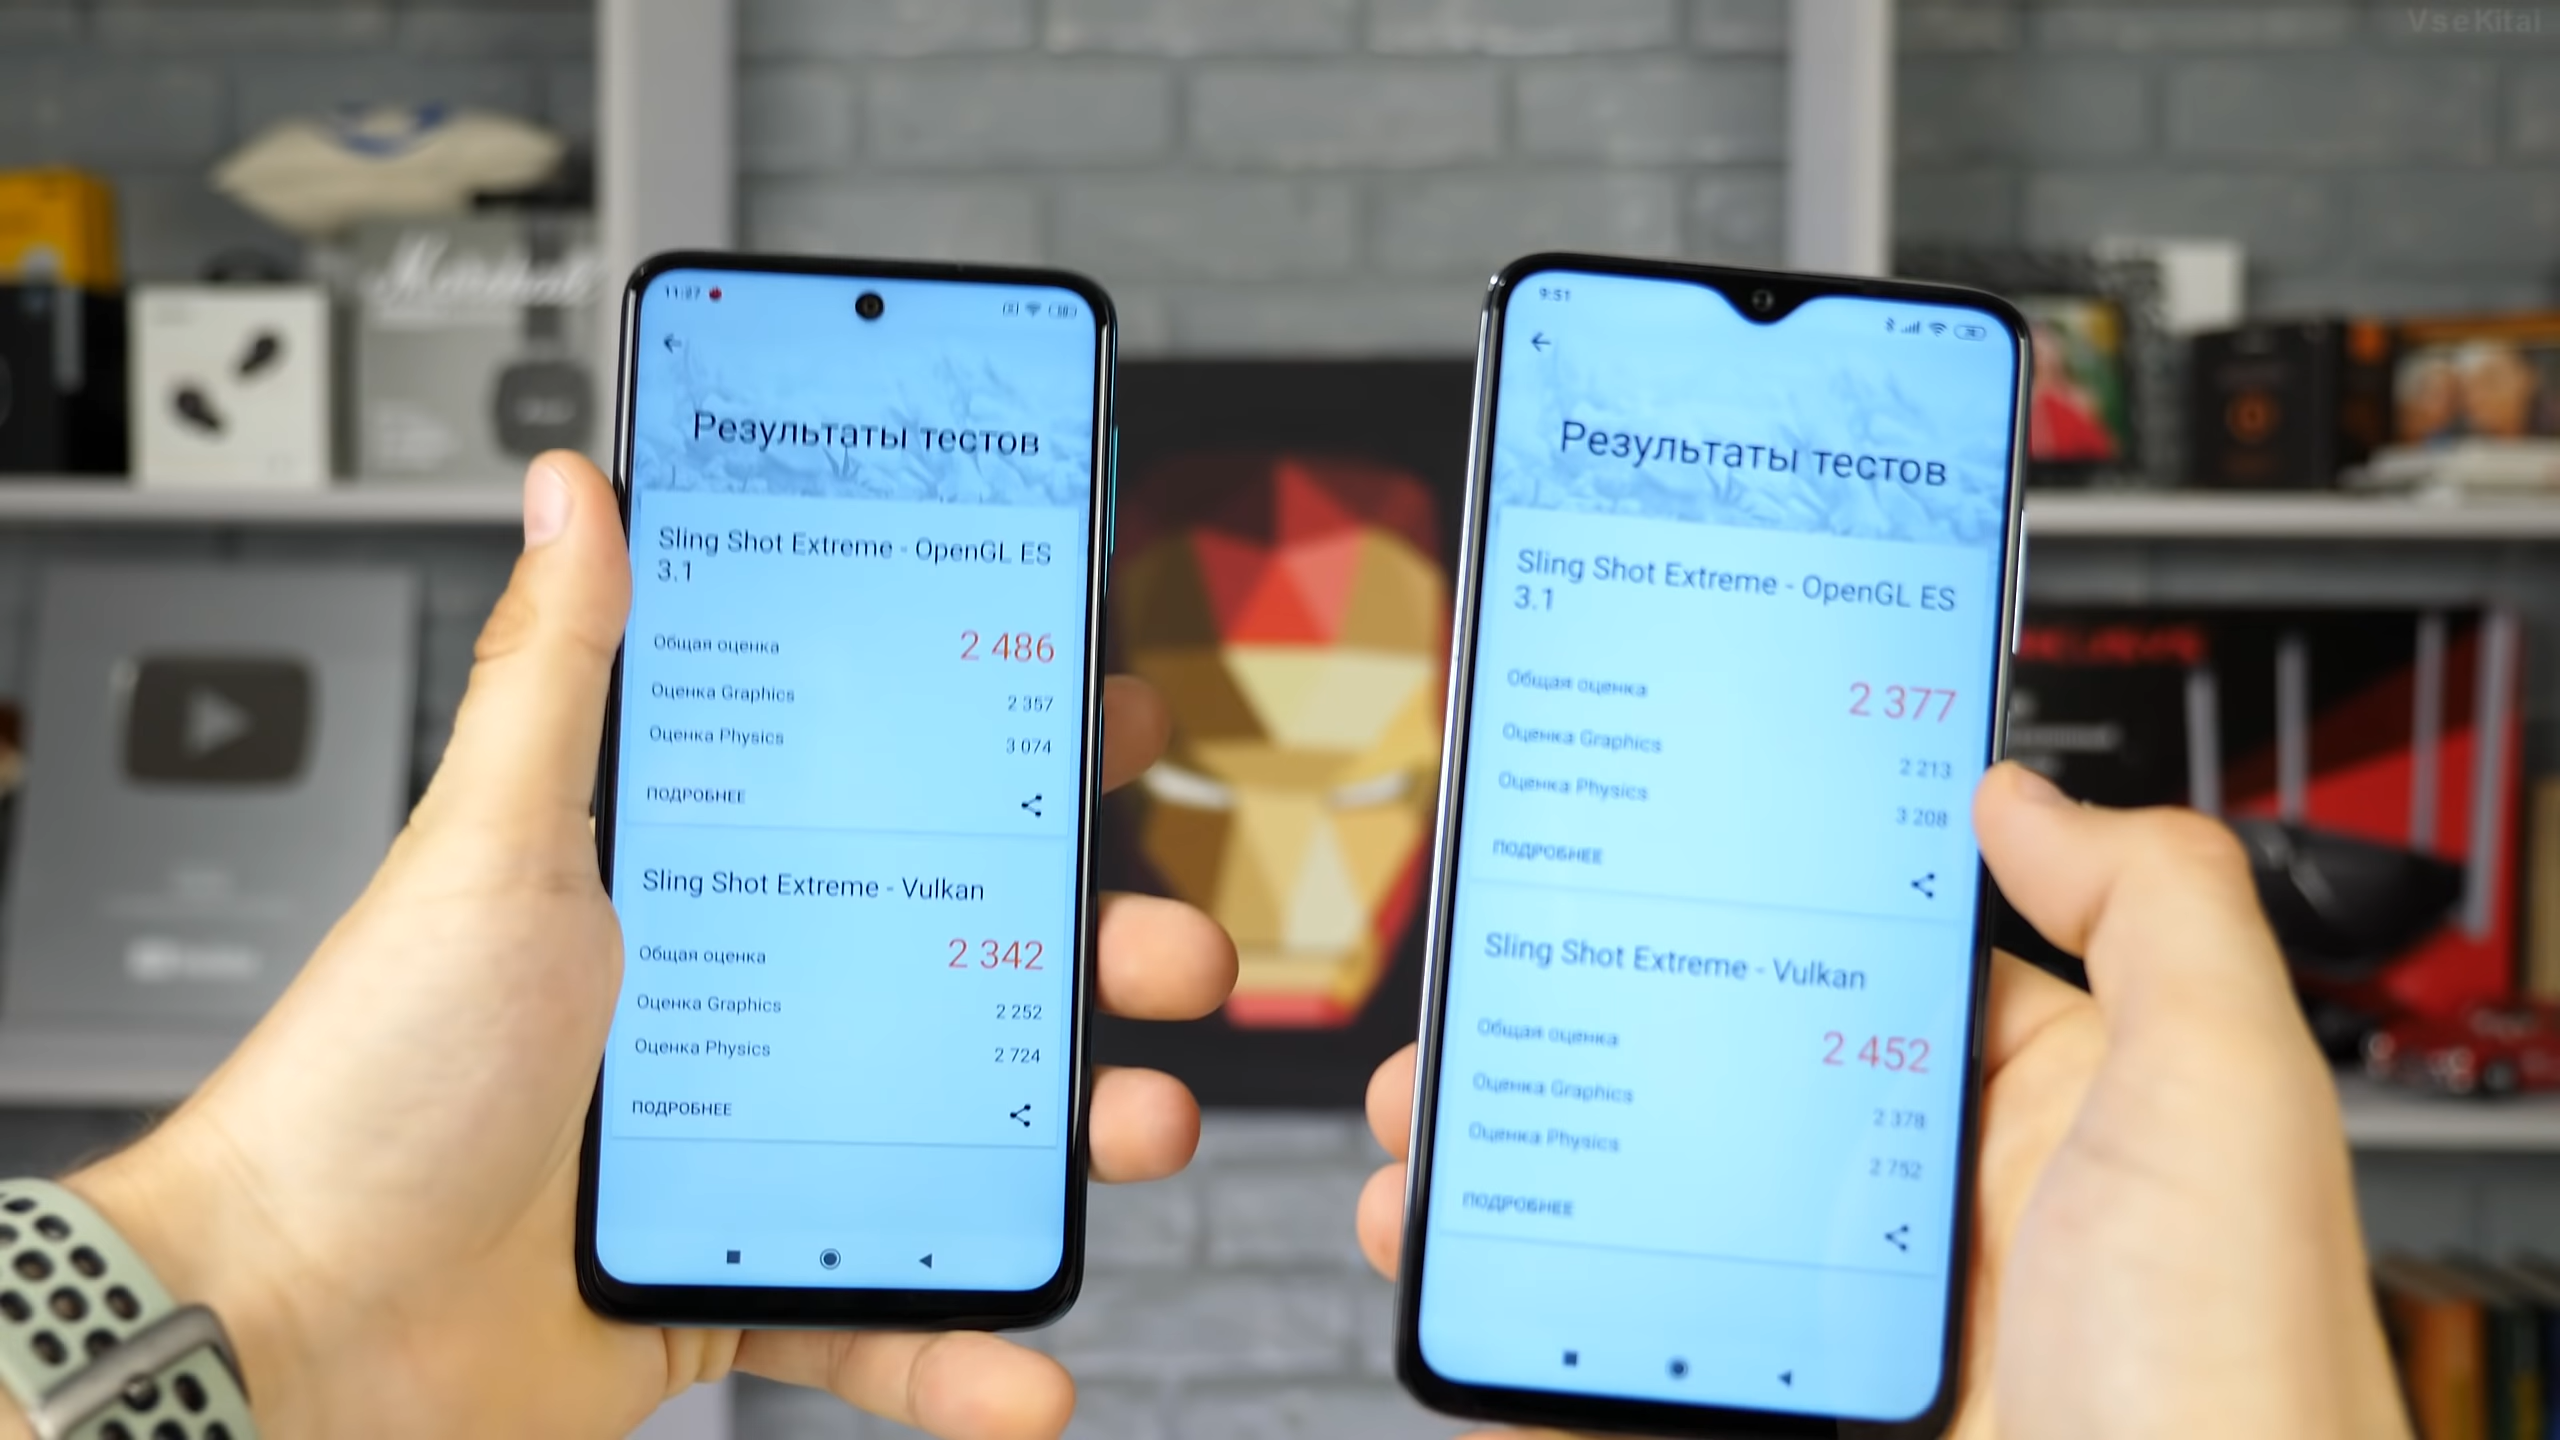 VseKitai
11:27
Результаты тестов
Sling Shot Extreme - OpenGL ES
3.1
Общая оценка 2 486
Оценка Graphics 2 357
Оценка Physics 3 074
ПОДРОБНЕЕ
Sling Shot Extreme - Vulkan
Общая оценка 2 342
Оценка Graphics 2 252
Оценка Physics 2 724
ПОДРОБНЕЕ
9:51
Результаты тестов
Sling Shot Extreme - OpenGL ES
3.1
Общая оценка 2 377
Оценка Graphics 2 213
Оценка Physics 3 208
ПОДРОБНЕЕ
Sling Shot Extreme - Vulkan
Общая оценка 2 452
Оценка Graphics 2 378
Оценка Physics 2 752
ПОДРОБНЕЕ
Marshall